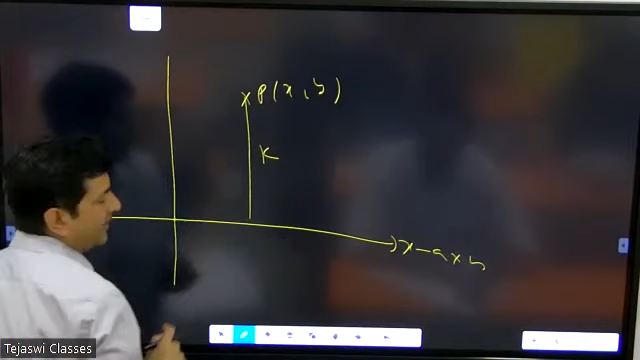 P(x, y)
K
x-axis
Tejaswi Classes